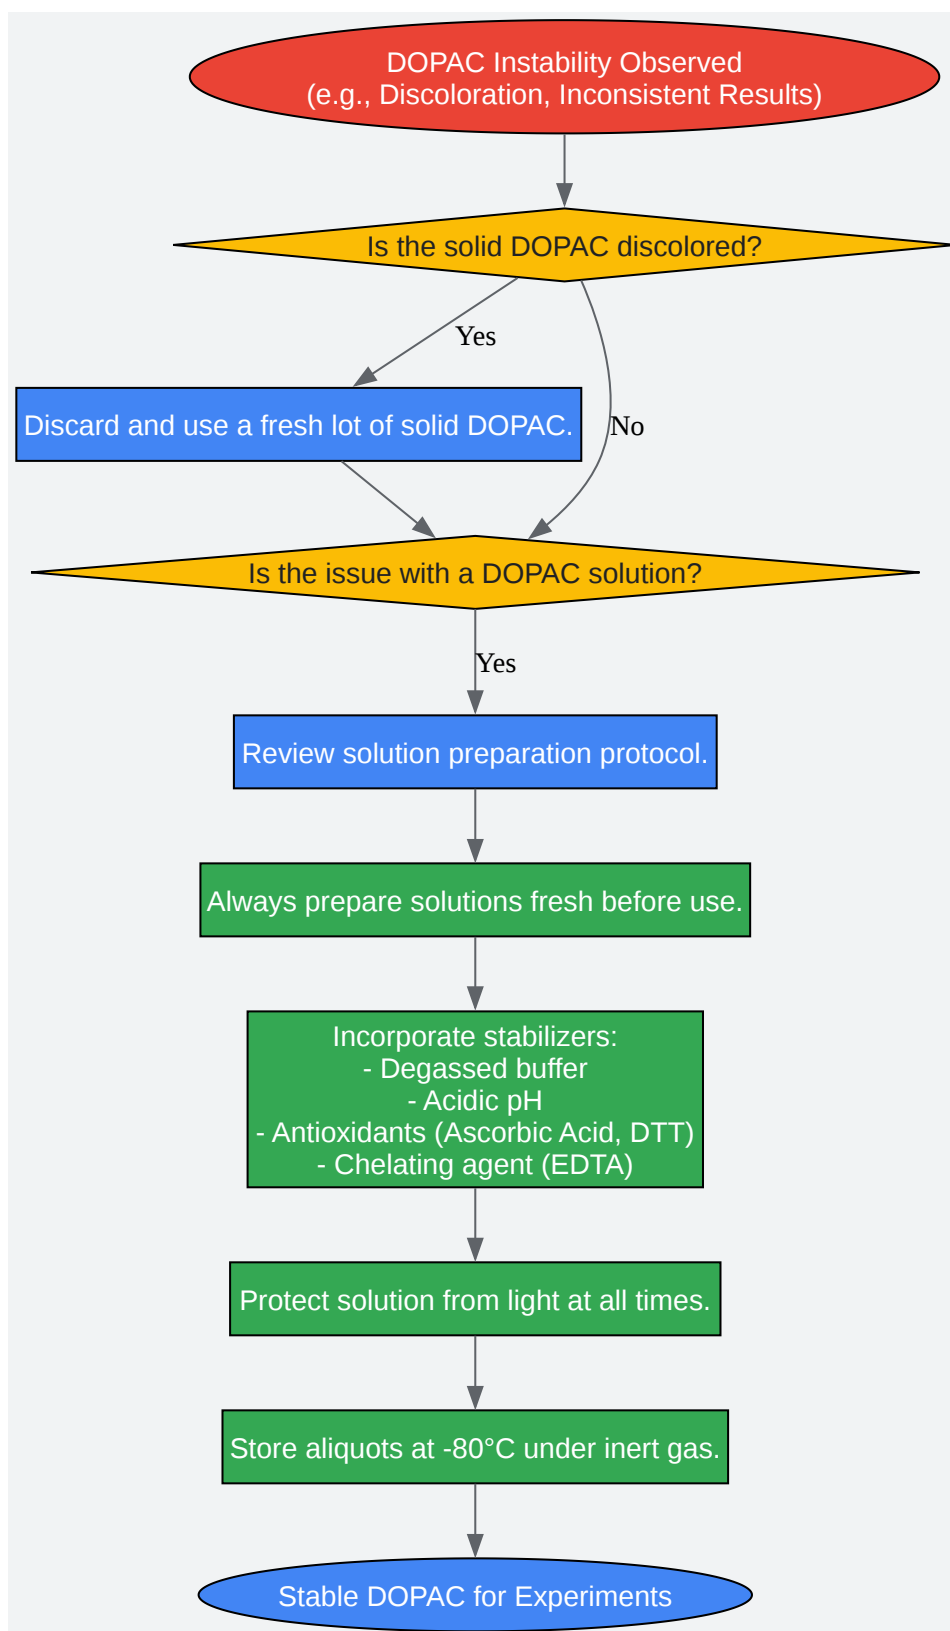 DOPAC Instability Observed
(e.g., Discoloration, Inconsistent Results)
Is the solid DOPAC discolored?
Yes
Discard and use a fresh lot of solid DOPAC.
No
Is the issue with a DOPAC solution?
Yes
Review solution preparation protocol.
Always prepare solutions fresh before use.
Incorporate stabilizers:
- Degassed buffer
- Acidic pH
- Antioxidants (Ascorbic Acid, DTT)
- Chelating agent (EDTA)
Protect solution from light at all times.
Store aliquots at -80°C under inert gas.
Stable DOPAC for Experiments